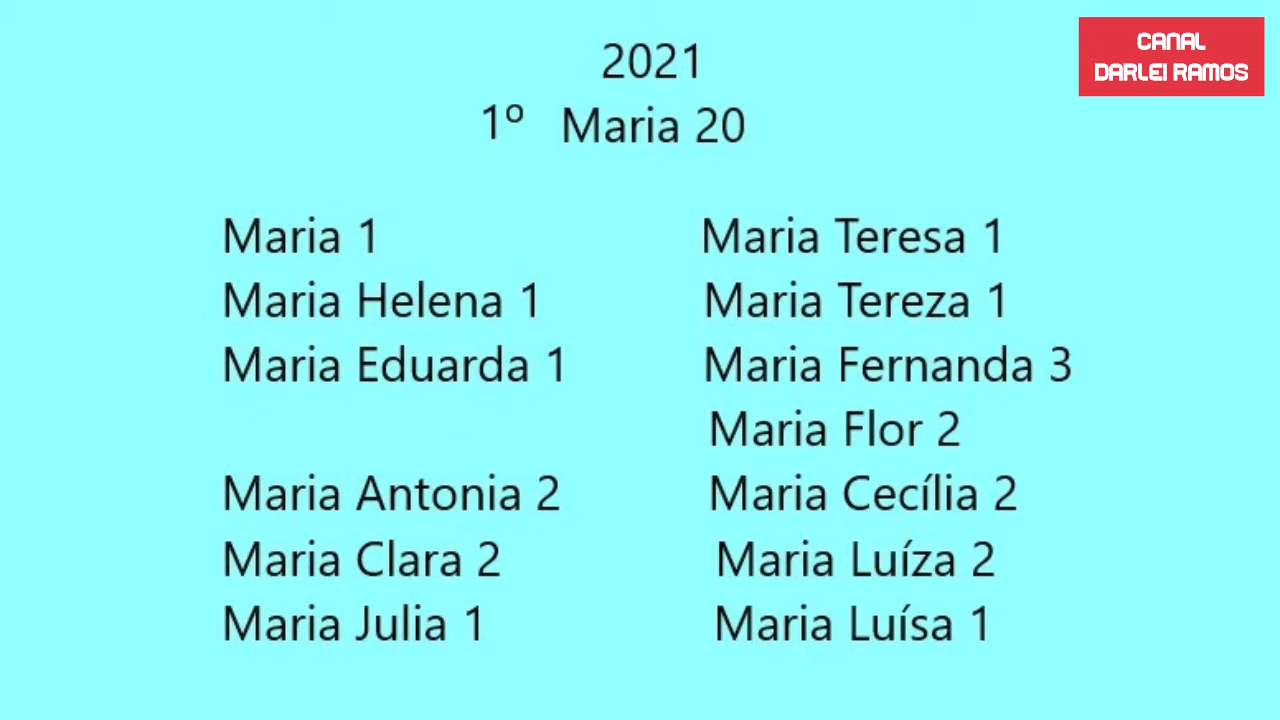 2021
1º Maria 20
CANAL
DARLEI RAMOS
Maria 1
Maria Helena 1
Maria Eduarda 1
Maria Antonia 2
Maria Clara 2
Maria Julia 1
Maria Teresa 1
Maria Tereza 1
Maria Fernanda 3
Maria Flor 2
Maria Cecília 2
Maria Luíza 2
Maria Luísa 1